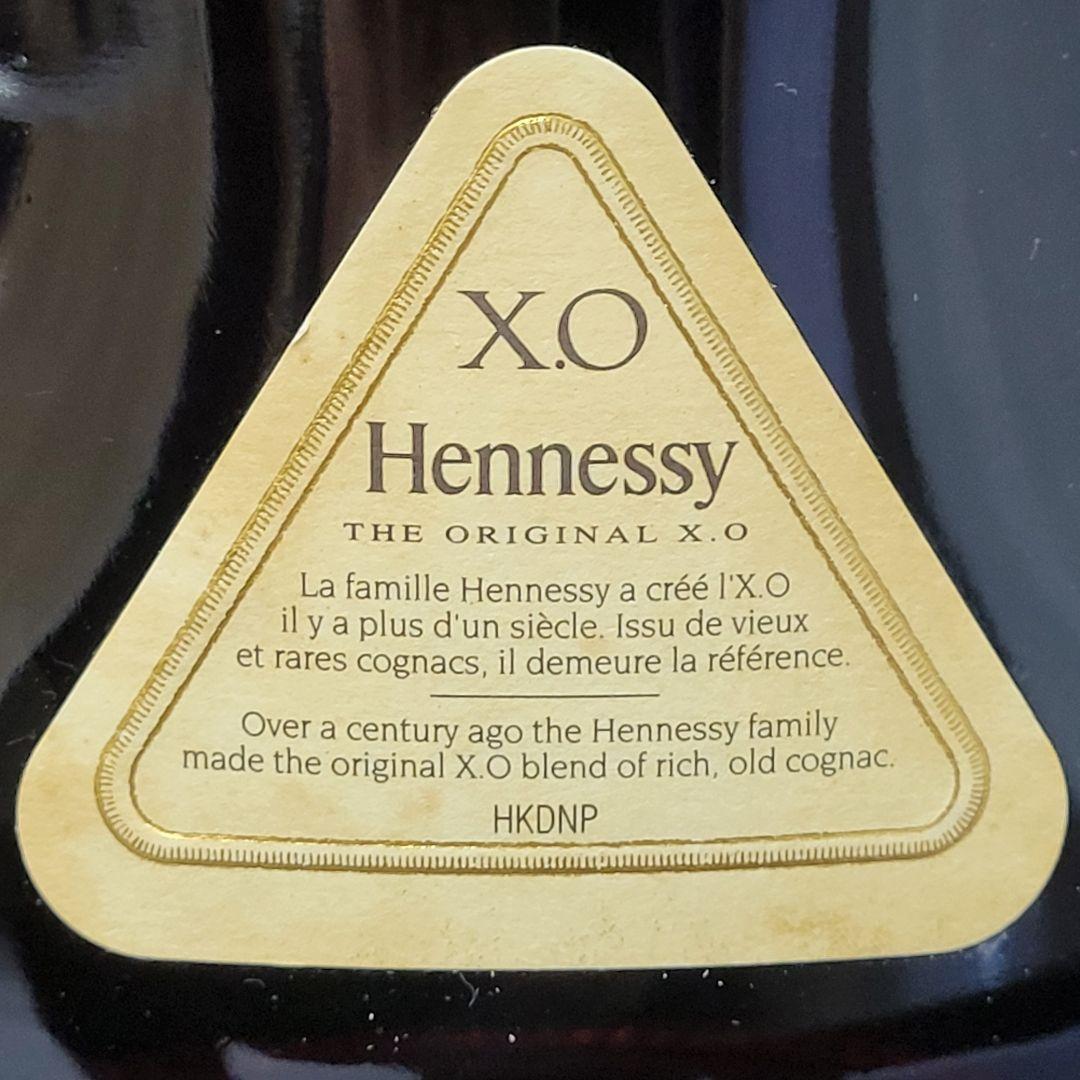 X.O
Hennessy
THE ORIGINAL X.O
La famille Hennessy a créé l'X.O
il y a plus d'un siècle. Issu de vieux
et rares cognacs, il demeure la référence.
Over a century ago the Hennessy family
made the original X.O blend of rich, old cognac.
HKDNP